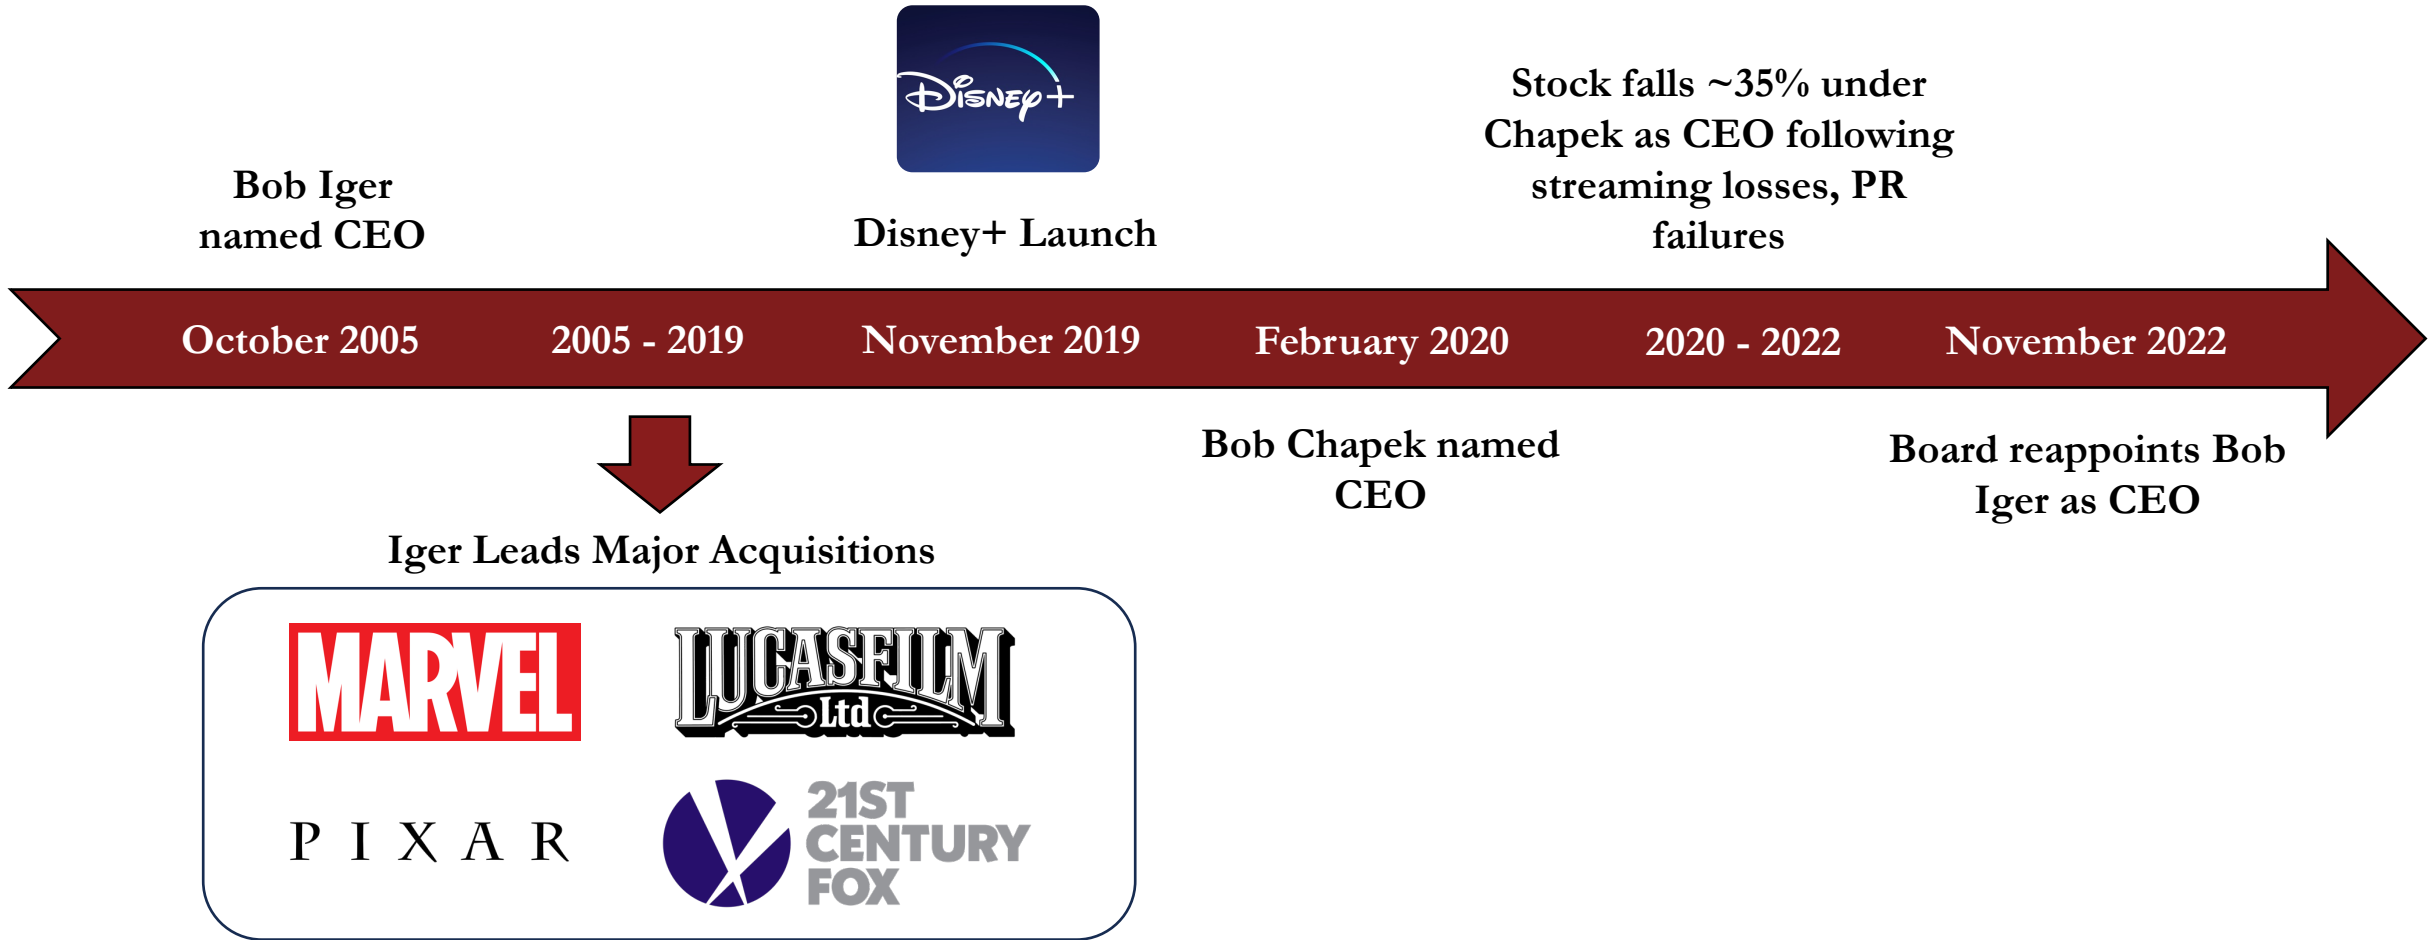 Disney+
Stock falls ~35% under
Chapek as CEO following
streaming losses, PR
failures
Bob Iger
named CEO
Disney+ Launch
October 2005
2005 - 2019
November 2019
February 2020
2020 - 2022
November 2022
Bob Chapek named
CEO
Board reappoints Bob
Iger as CEO
Iger Leads Major Acquisitions
MARVEL
LUCASFILM
Ltd
PIXAR
21ST
CENTURY
FOX